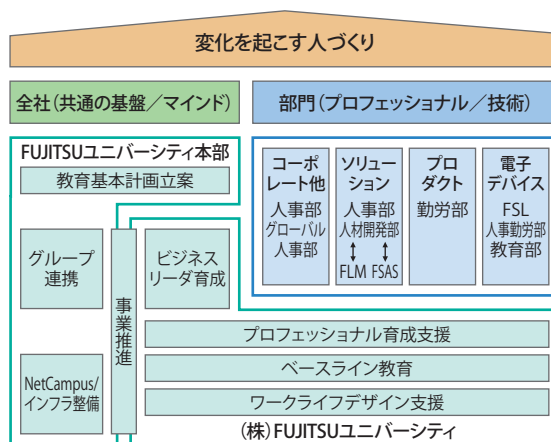 変化を起こす人づくり
全社（共通の基盤／マインド）
部門（プロフェッショナル／技術）
FUJITSUユニバーシティ本部
教育基本計画立案
グループ
連携
事業推進
ビジネス
リーダ育成
NetCampus/
インフラ整備
コーポ
レート他
人事部
グローバル
人事部
ソリュー
ション
人事部
人材開発部
FLM FSAS
プロ
ダクト
勤労部
電子
デバイス
FSL
人事勤労部
教育部
プロフェッショナル育成支援
ベースライン教育
ワークライフデザイン支援
(株)FUJITSUユニバーシティ